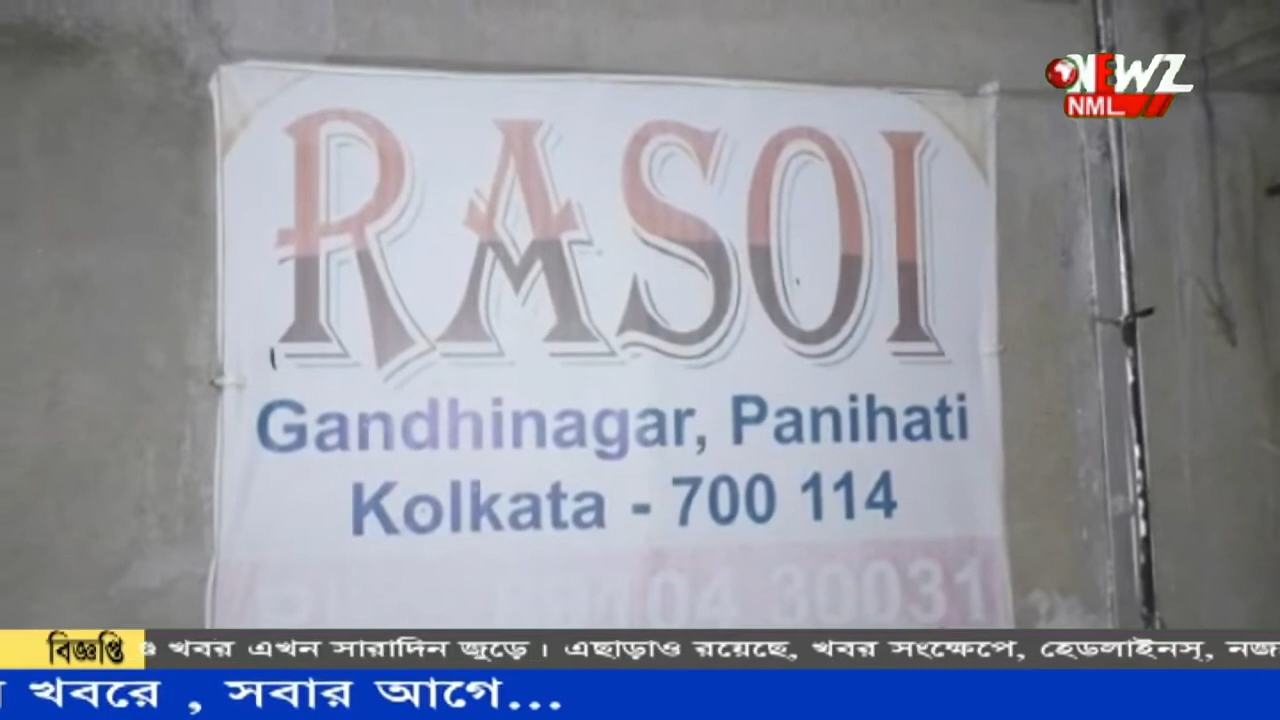 NEWZ
NML
RASOI
Gandhinagar, Panihati
Kolkata - 700 114
04 30031
বিজ্ঞপ্তি
খবর এখন সারাদিন জুড়ে । এছাড়াও রয়েছে, খবর সংক্ষেপে, হেডলাইনস্,
খবরে , সবার আগে...